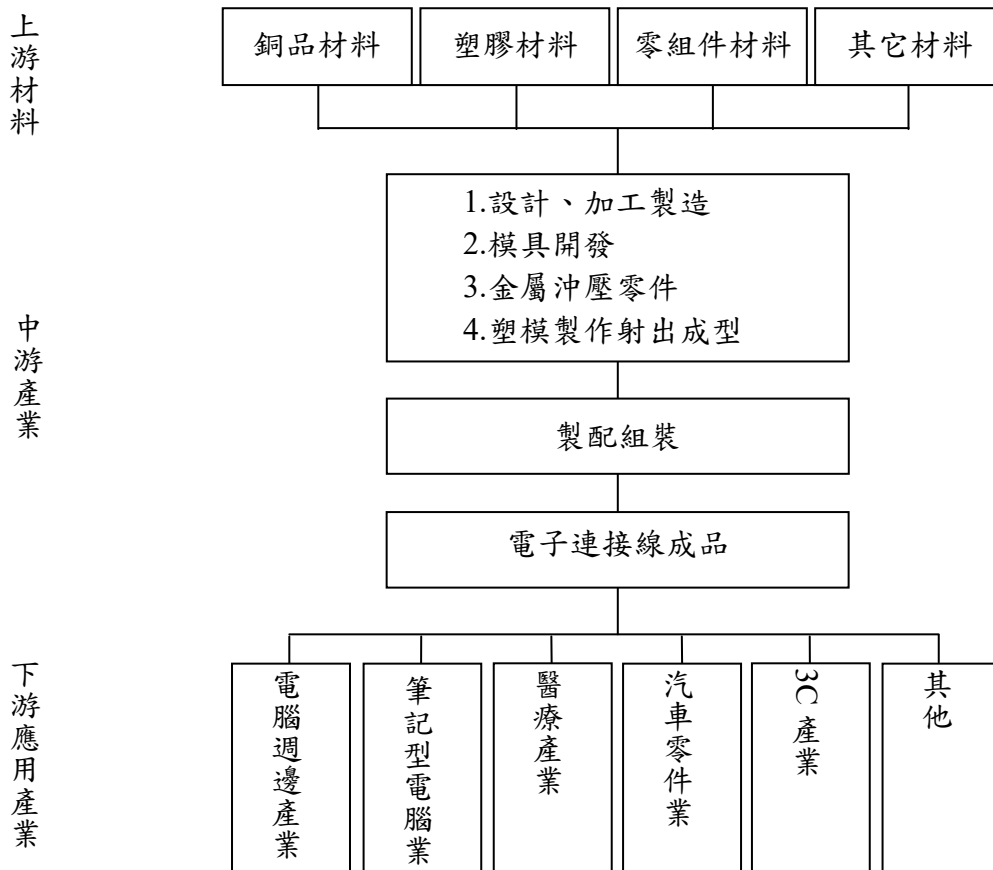 上游材料
銅品材料
塑膠材料
零組件材料
其它材料
中游產業
1.設計、加工製造
2.模具開發
3.金屬沖壓零件
4.塑模製作射出成型
製配組裝
電子連接線成品
下游應用產業
電腦週邊產業
筆記型電腦業
醫療產業
汽車零件業
3C 產業
其他